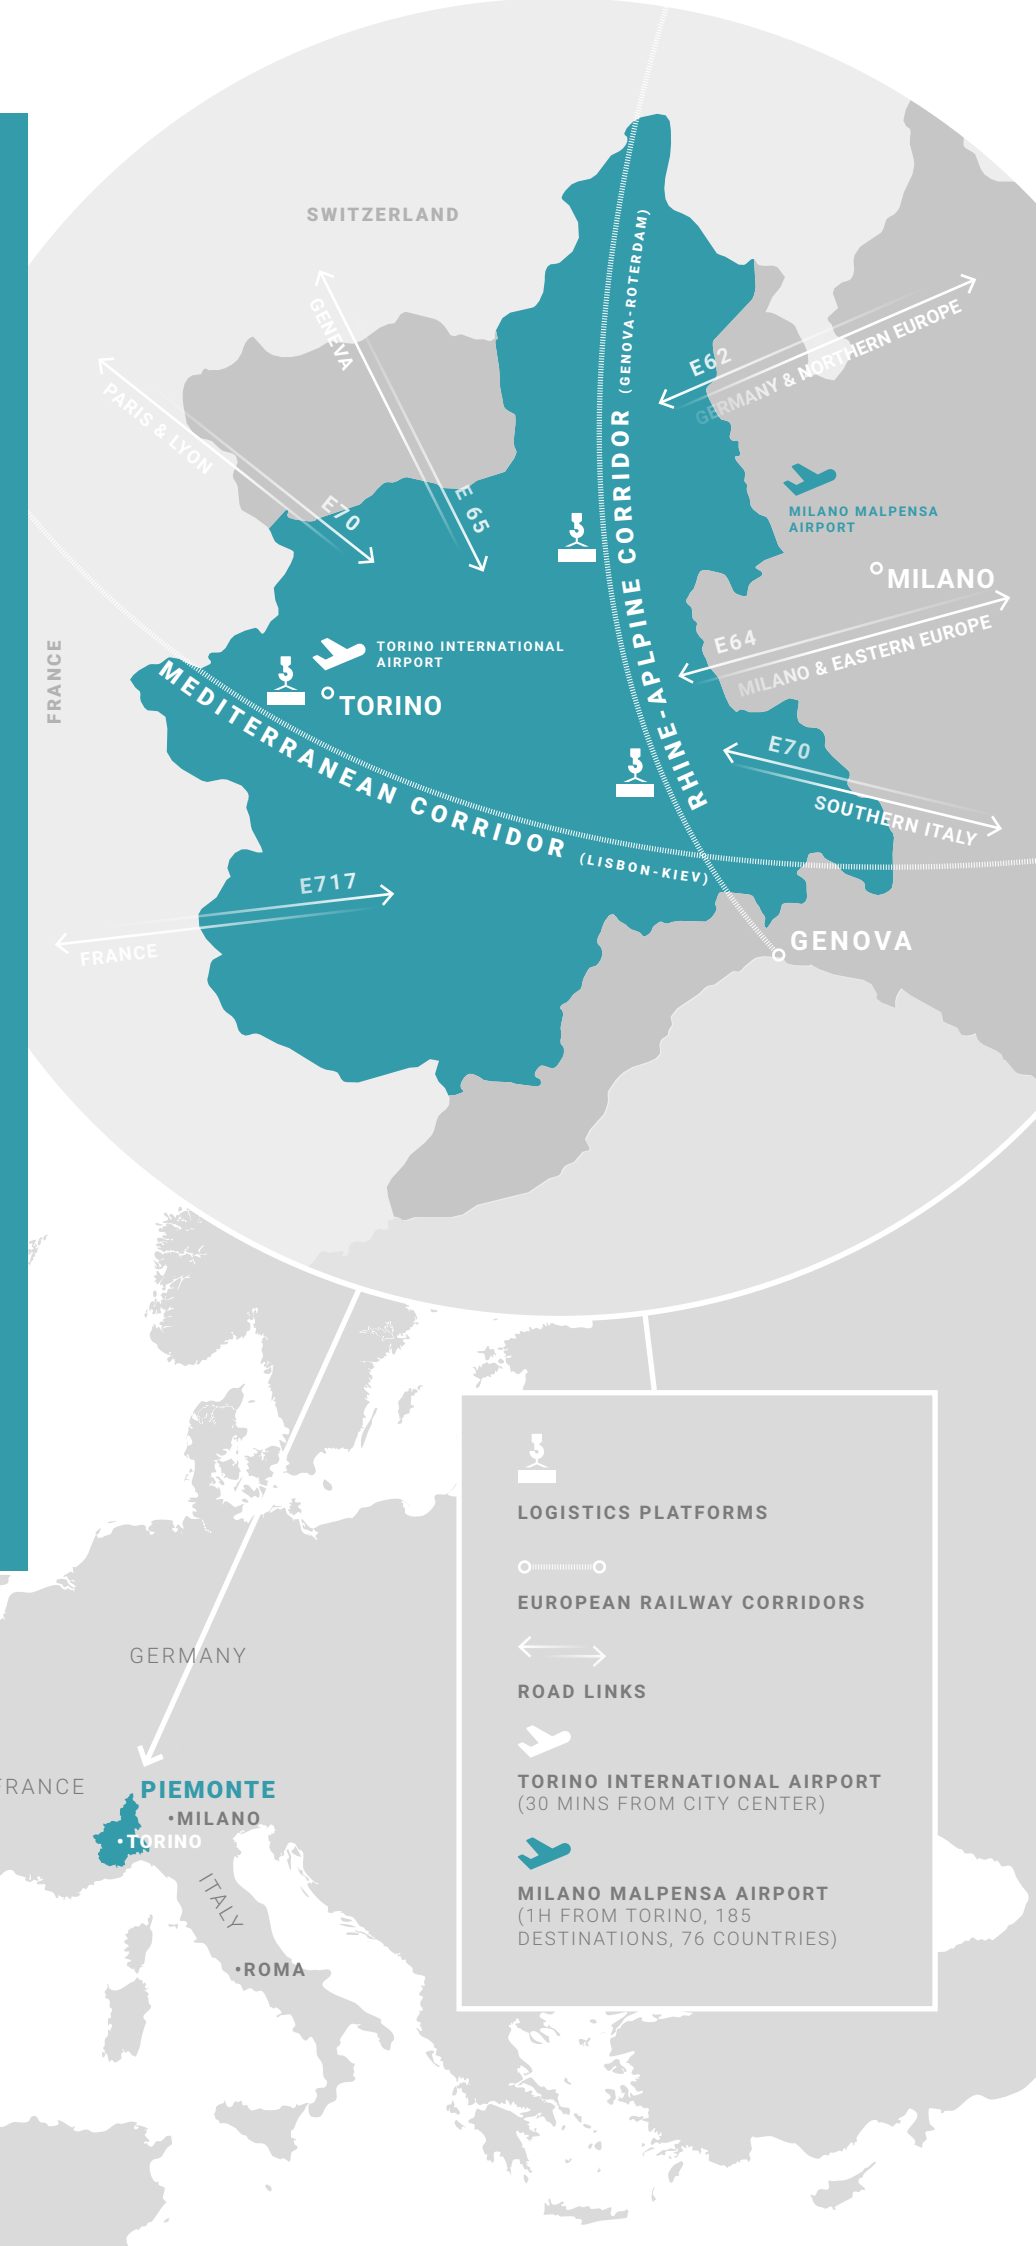 SWITZERLAND
GENEVA
PARIS & LYON
E70
E 65
RHINE-APLPINE CORRIDOR (GENOVA-ROTERDAM)
E62
GERMANY & NORTHERN EUROPE
MILANO MALPENSA
AIRPORT
MILANO
E64
MILANO & EASTERN EUROPE
FRANCE
TORINO INTERNATIONAL
AIRPORT
TORINO
MEDITERRANEAN CORRIDOR (LISBON-KIEV)
E70
SOUTHERN ITALY
E717
FRANCE
GENOVA
LOGISTICS PLATFORMS
EUROPEAN RAILWAY CORRIDORS
ROAD LINKS
TORINO INTERNATIONAL AIRPORT
(30 MINS FROM CITY CENTER)
MILANO MALPENSA AIRPORT
(1H FROM TORINO, 185
DESTINATIONS, 76 COUNTRIES)
GERMANY
FRANCE
PIEMONTE
•MILANO
•TORINO
ITALY
•ROMA